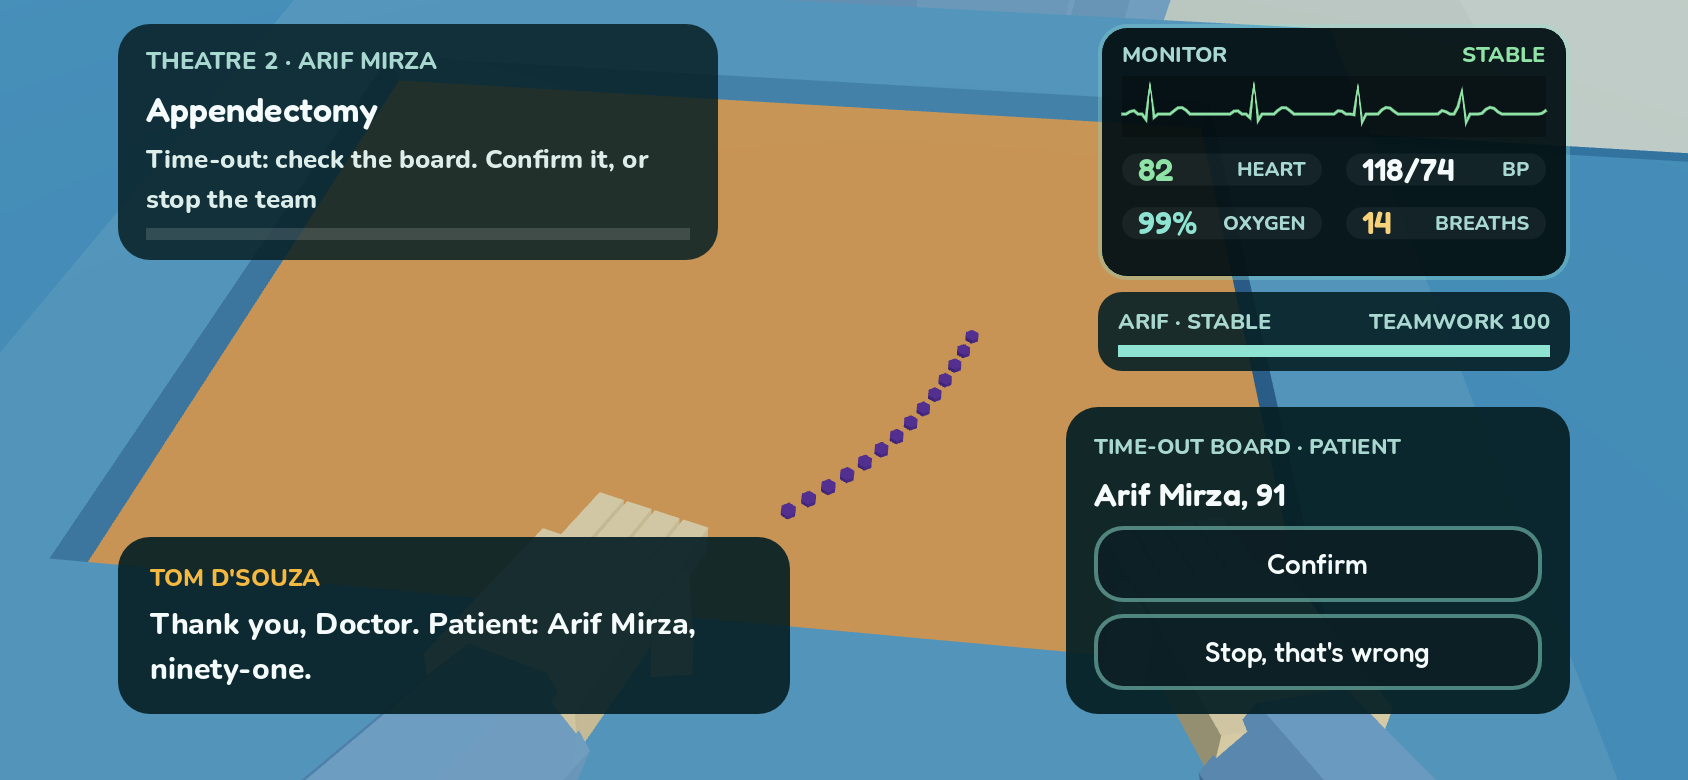 THEATRE 2 · ARIF MIRZA
Appendectomy
Time-out: check the board. Confirm it, or
stop the team
MONITOR
STABLE
82 HEART
118/74 BP
99% OXYGEN
14 BREATHS
ARIF · STABLE
TEAMWORK 100
TIME-OUT BOARD · PATIENT
Arif Mirza, 91
Confirm
Stop, that's wrong
TOM D'SOUZA
Thank you, Doctor. Patient: Arif Mirza,
ninety-one.